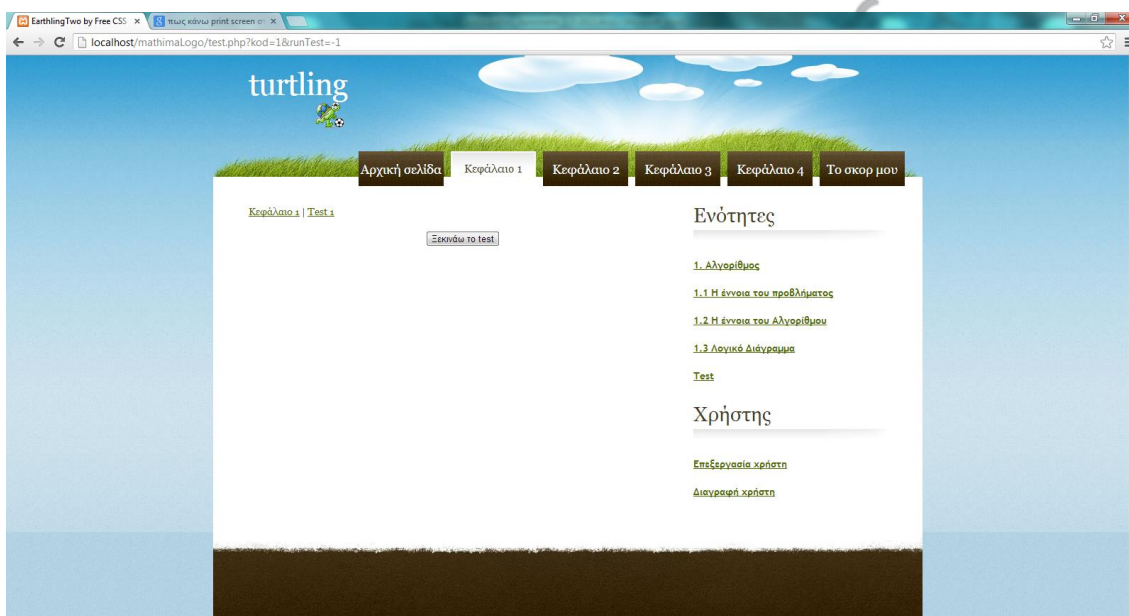 EarthlingTwo by Free CSS
πως κάνω print screen σ
localhost/mathimaLogo/test.php?kod=1&runTest=-1
turtling
Αρχική σελίδα Κεφάλαιο 1 Κεφάλαιο 2 Κεφάλαιο 3 Κεφάλαιο 4 Το σκορ μου
Κεφάλαιο 1 | Test 1
Ξεκινάω το test
Ενότητες
1. Αλγορίθμος
1.1 Η έννοια του προβλήματος
1.2 Η έννοια του Αλγορίθμου
1.3 Λογικό Διάγραμμα
Test
Χρήστης
Επεξεργασία χρήστη
Διαγραφή χρήστη